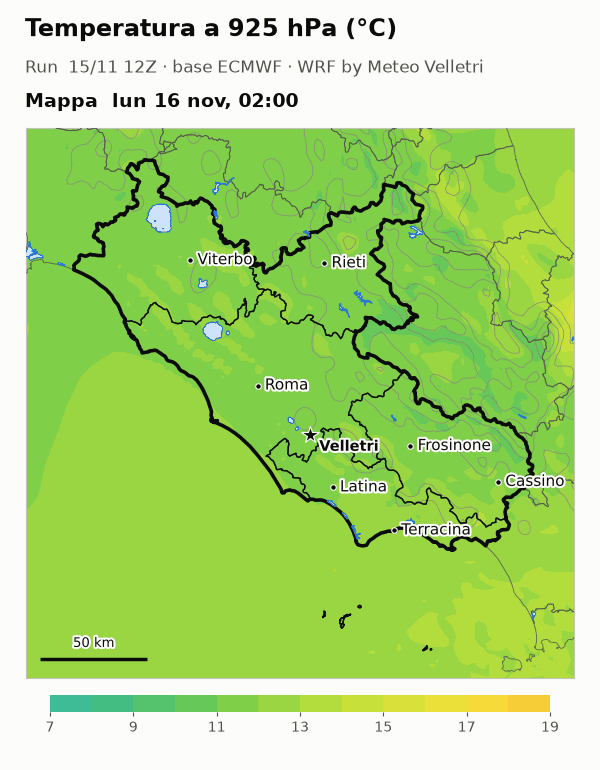 Temperatura a 925 hPa (°C)
Run  15/11 12Z · base ECMWF · WRF by Meteo Velletri
Mappa  lun 16 nov, 02:00
Viterbo
Rieti
Roma
Velletri
Frosinone
Cassino
Latina
Terracina
50 km
7 9 11 13 15 17 19